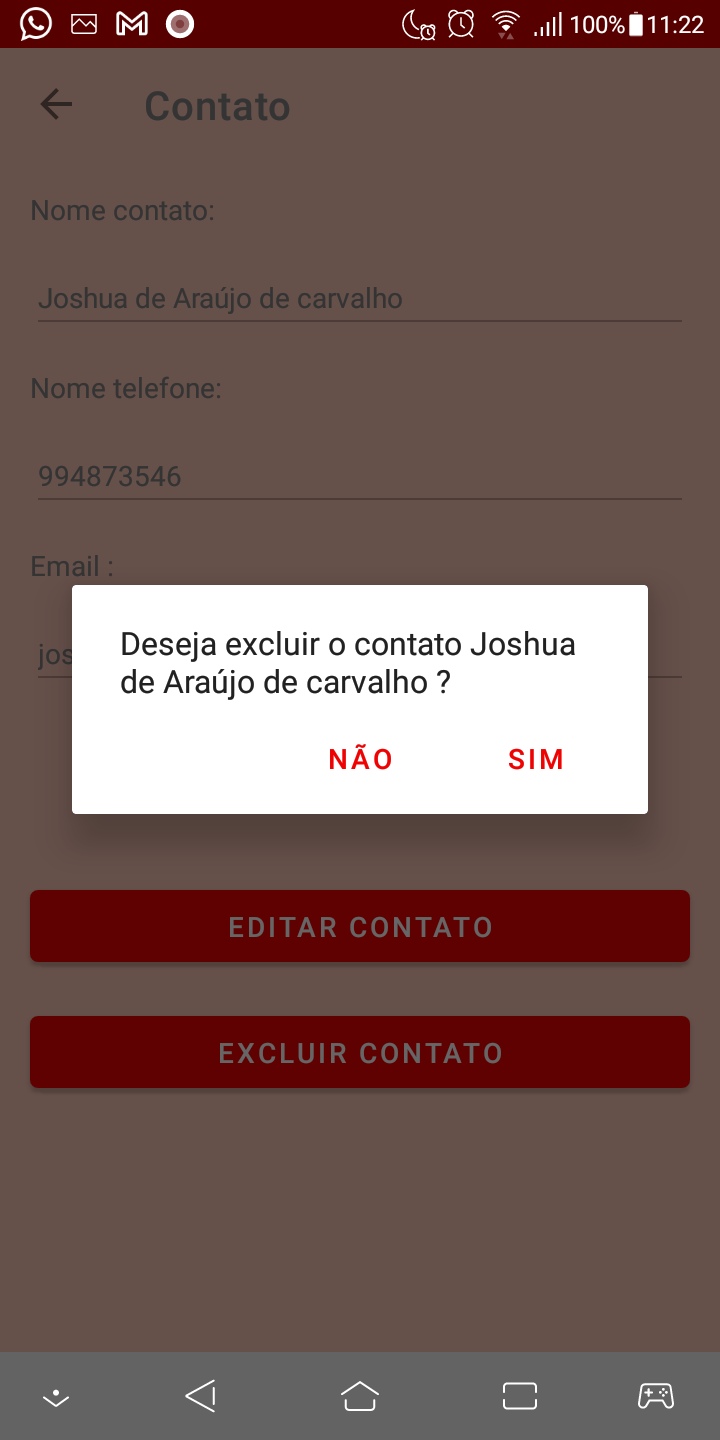 100% 11:22
Contato
Nome contato:
Joshua de Araújo de carvalho
Nome telefone:
994873546
Email :
jos
Deseja excluir o contato Joshua
de Araújo de carvalho ?
NÃO SIM
EDITAR CONTATO
EXCLUIR CONTATO